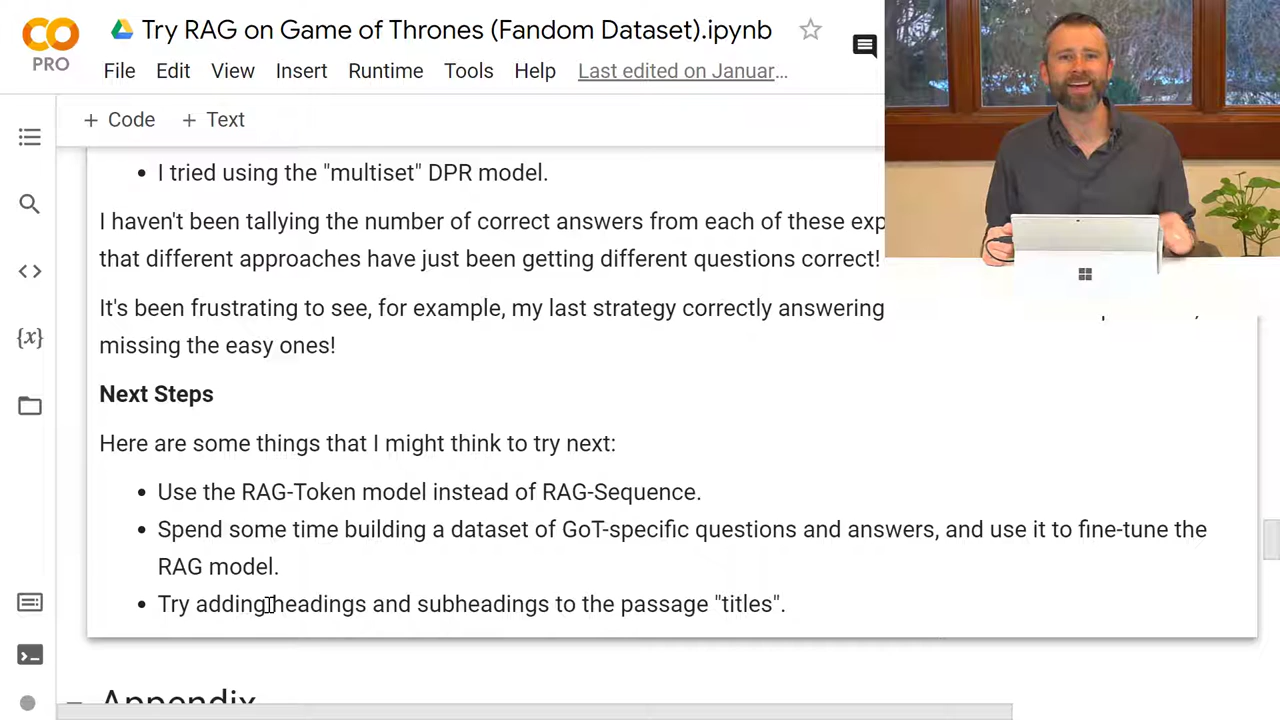 CO
PRO
Try RAG on Game of Thrones (Fandom Dataset).ipynb
File Edit View Insert Runtime Tools Help Last edited on Januar…
+ Code + Text
• I tried using the "multiset" DPR model.
I haven't been tallying the number of correct answers from each of these exp
that different approaches have just been getting different questions correct!
It's been frustrating to see, for example, my last strategy correctly answering
missing the easy ones!
Next Steps
Here are some things that I might think to try next:
• Use the RAG-Token model instead of RAG-Sequence.
• Spend some time building a dataset of GoT-specific questions and answers, and use it to fine-tune the
RAG model.
• Try adding headings and subheadings to the passage "titles".
Appendix